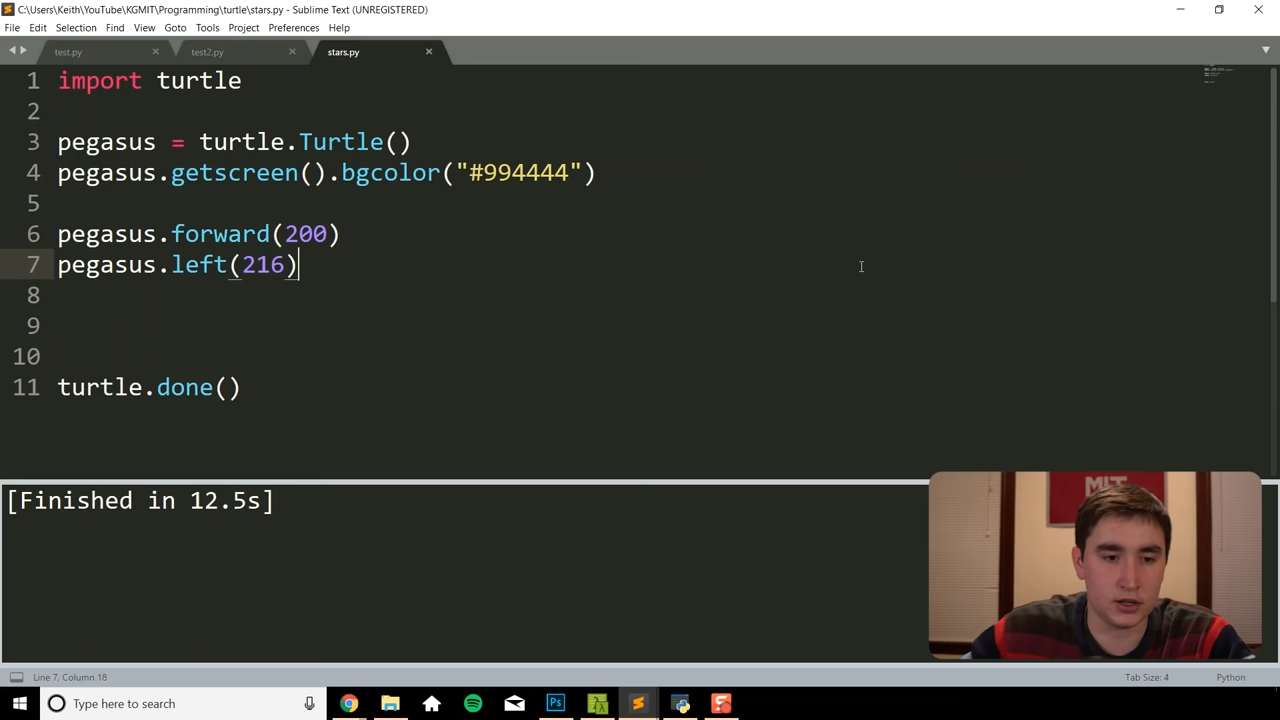 C:\Users\Keith\YouTube\KGMIT\Programming\turtle\stars.py - Sublime Text (UNREGISTERED)
File Edit Selection Find View Goto Tools Project Preferences Help
test.py test2.py stars.py
1 import turtle
2
3 pegasus = turtle.Turtle()
4 pegasus.getscreen().bgcolor("#994444")
5
6 pegasus.forward(200)
7 pegasus.left(216)
8
9
10
11 turtle.done()
[Finished in 12.5s]
MIT
Line 7, Column 18 Tab Size: 4 Python
Type here to search
Ps